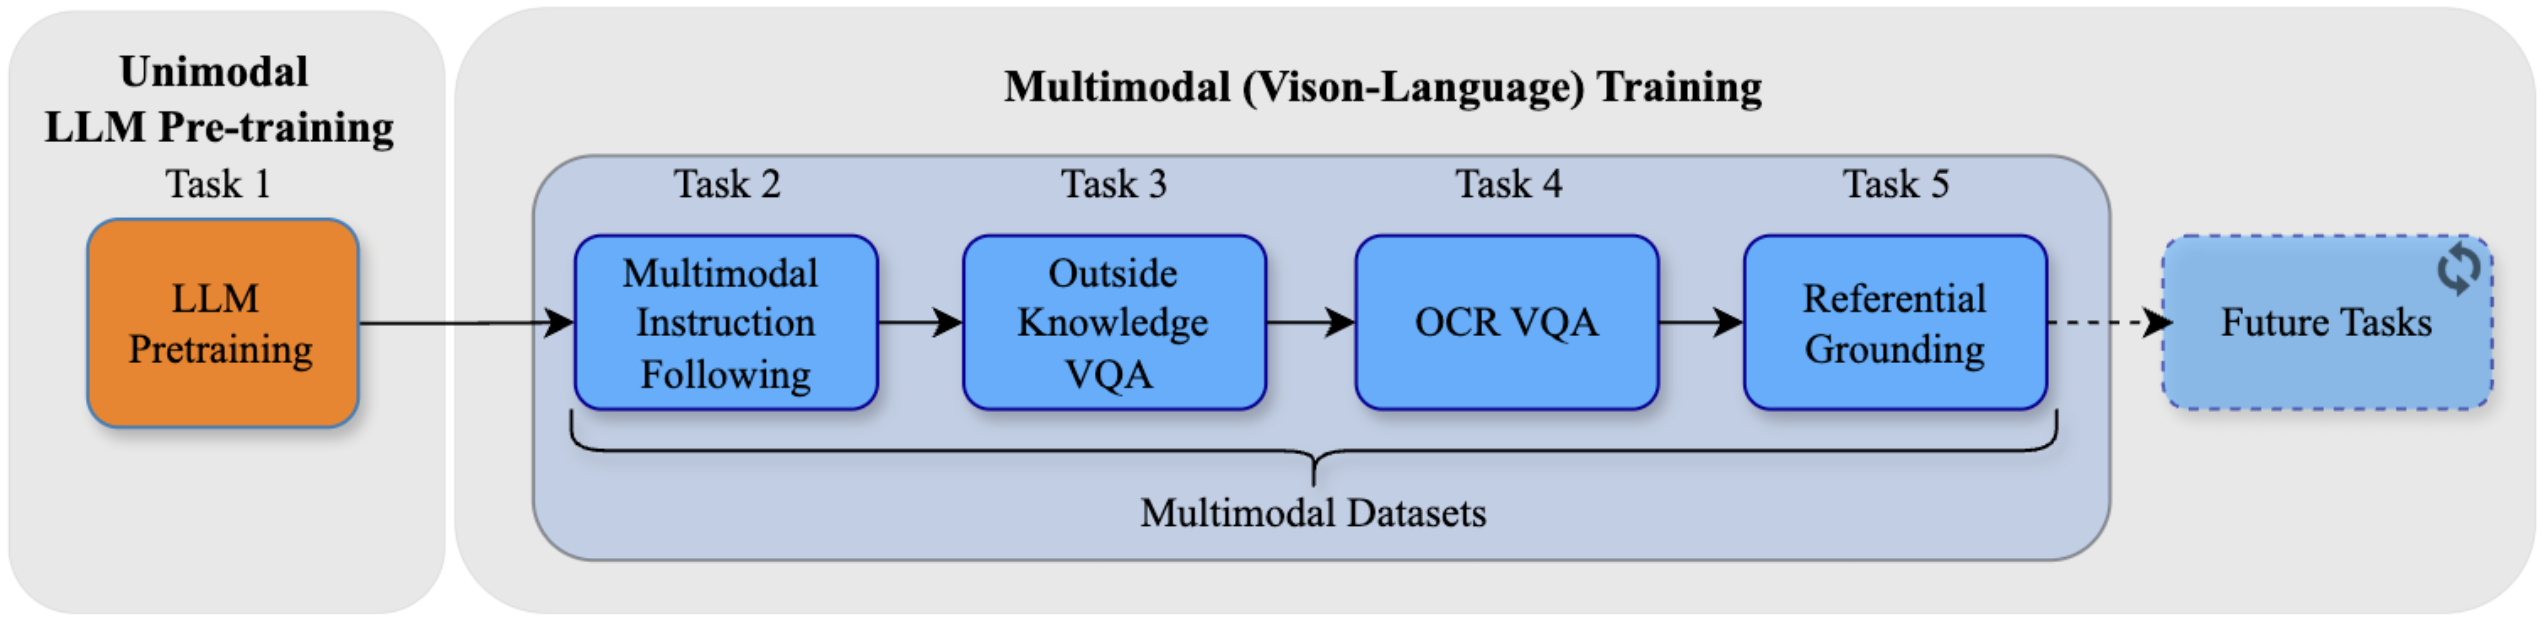 Unimodal
LLM Pre-training
Task 1
LLM
Pretraining
Multimodal (Vison-Language) Training
Task 2
Multimodal
Instruction
Following
Task 3
Outside
Knowledge
VQA
Task 4
OCR VQA
Task 5
Referential
Grounding
Multimodal Datasets
Future Tasks